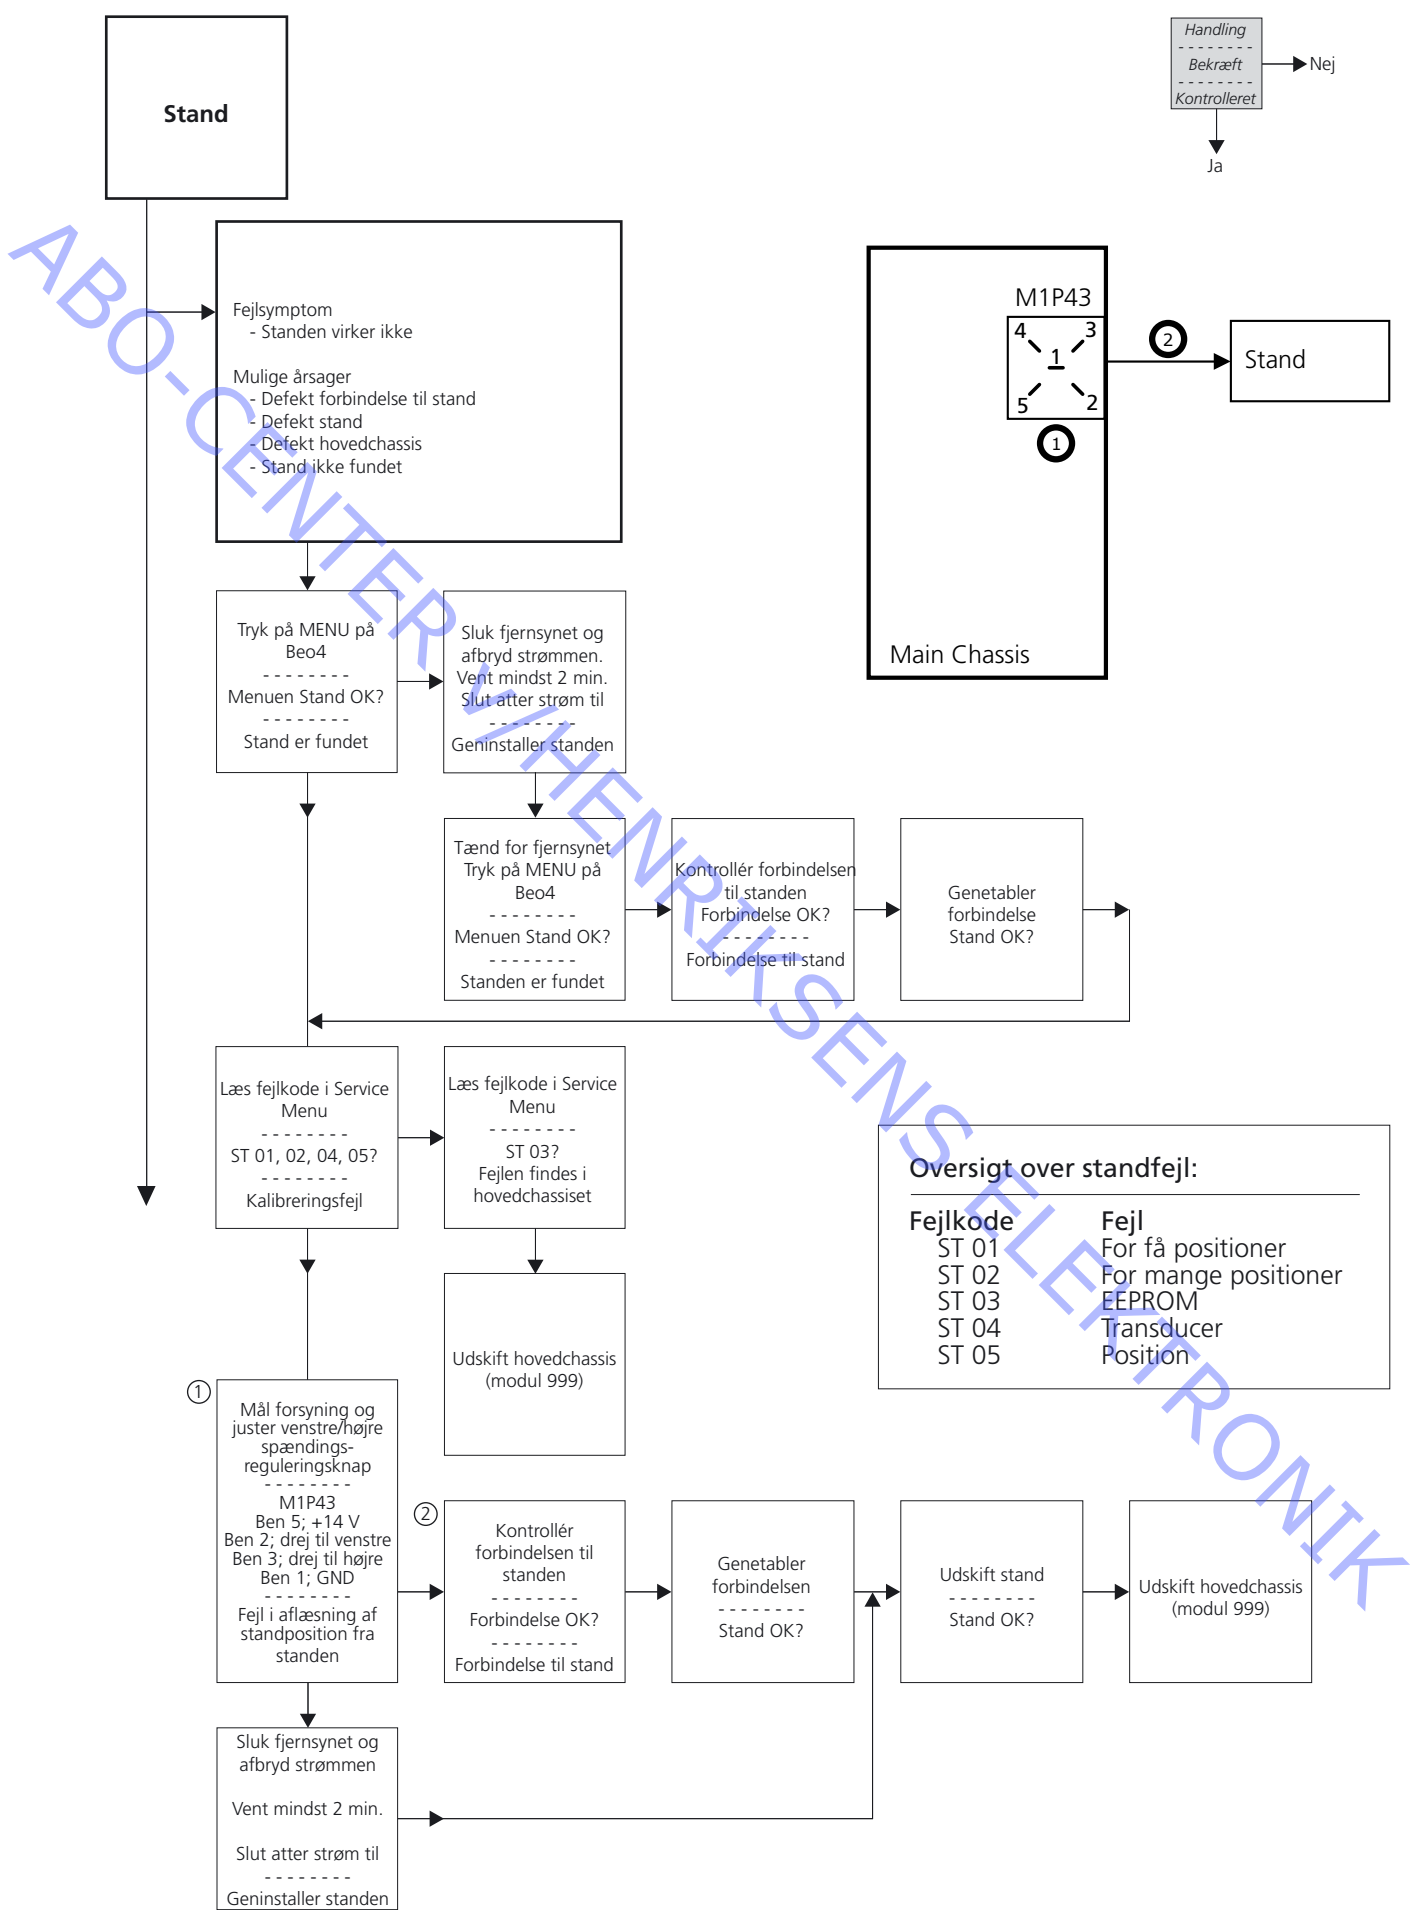 Stand
Handling
- - - - - - - -
Bekræft
- - - - - - - -
Kontrolleret
Nej
Ja
Fejlsymptom
- Standen virker ikke
Mulige årsager
- Defekt forbindelse til stand
- Defekt stand
- Defekt hovedchassis
- Stand ikke fundet
M1P43
4
3
1
5
2
1
2
Stand
Main Chassis
Tryk på MENU på
Beo4
- - - - - - - -
Menuen Stand OK?
- - - - - - - -
Stand er fundet
Sluk fjernsynet og
afbryd strømmen.
Vent mindst 2 min.
Slut atter strøm til
- - - - - - - -
Geninstaller standen
Tænd for fjernsynet
Tryk på MENU på
Beo4
- - - - - - - -
Menuen Stand OK?
- - - - - - - -
Standen er fundet
Kontrollér forbindelsen
til standen
Forbindelse OK?
- - - - - - - -
Forbindelse til stand
Genetabler
forbindelse
Stand OK?
Læs fejlkode i Service
Menu
- - - - - - - -
ST 01, 02, 04, 05?
- - - - - - - -
Kalibreringsfejl
Læs fejlkode i Service
Menu
- - - - - - - -
ST 03?
Fejlen findes i
hovedchassiset
Udskift hovedchassis
(modul 999)
Oversigt over standfejl:
Fejlkode Fejl
ST 01 For få positioner
ST 02 For mange positioner
ST 03 EEPROM
ST 04 Transducer
ST 05 Position
1
Mål forsyning og
juster venstre/højre
spændings-
reguleringsknap
- - - - - - - -
M1P43
Ben 5; +14 V
Ben 2; drej til venstre
Ben 3; drej til højre
Ben 1; GND
- - - - - - - -
Fejl i aflæsning af
standposition fra
standen
2
Kontrollér
forbindelsen til
standen
- - - - - - - -
Forbindelse OK?
- - - - - - - -
Forbindelse til stand
Genetabler
forbindelsen
- - - - - - - -
Stand OK?
Udskift stand
- - - - - - - -
Stand OK?
Udskift hovedchassis
(modul 999)
Sluk fjernsynet og
afbryd strømmen
Vent mindst 2 min.
Slut atter strøm til
- - - - - - - -
Geninstaller standen
ABO-CENTER v/HENRIKSENS ELEKTRONIK